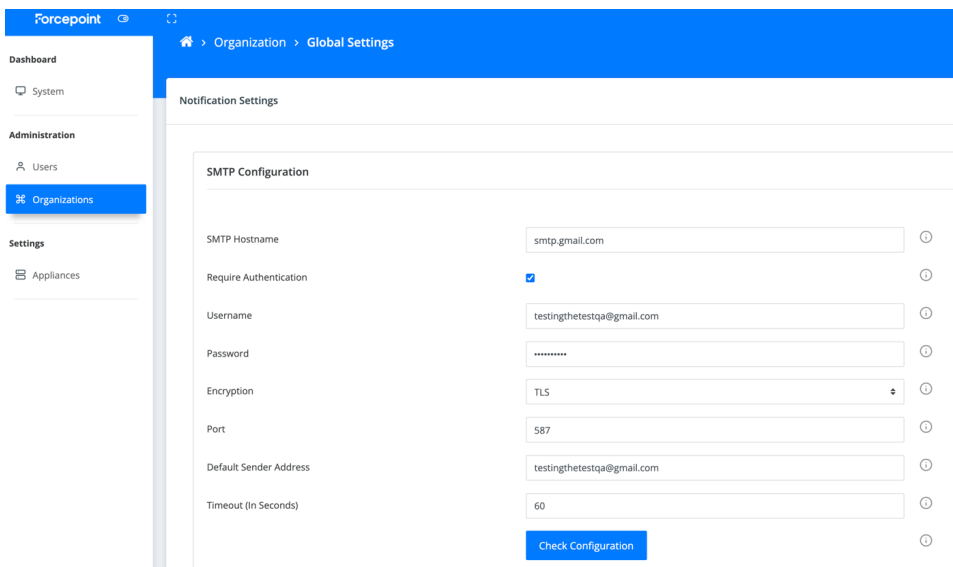 Forcepoint
Organization > Global Settings
Dashboard
System
Administration
Users
Organizations
Settings
Appliances
Notification Settings
SMTP Configuration
SMTP Hostname
smtp.gmail.com
Require Authentication
Username
testingthetestqa@gmail.com
Password
••••••••••
Encryption
TLS
Port
587
Default Sender Address
testingthetestqa@gmail.com
Timeout (In Seconds)
60
Check Configuration